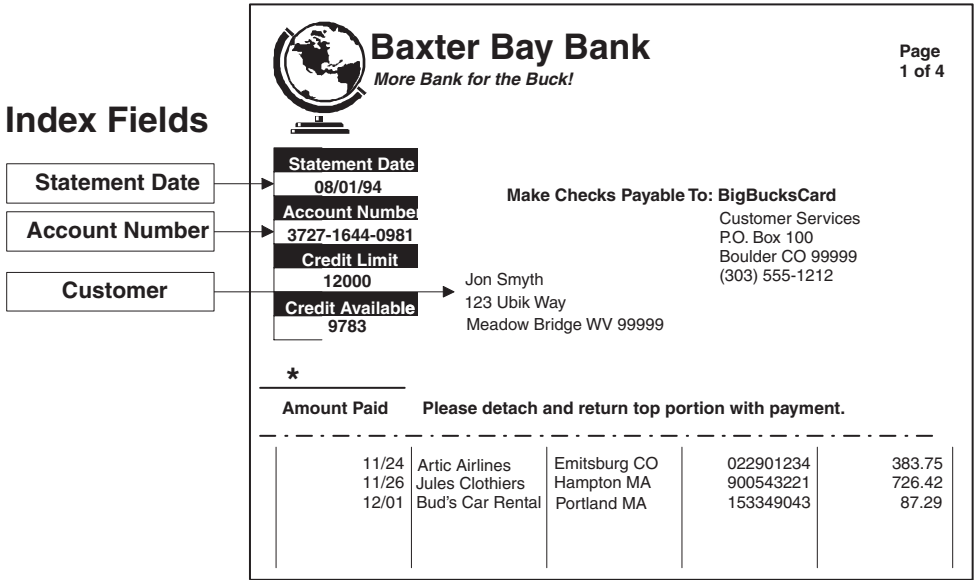 Baxter Bay Bank
More Bank for the Buck!
Page
1 of 4
Index Fields
Statement Date
Account Number
Customer
Statement Date
08/01/94
Account Number
3727-1644-0981
Credit Limit
12000
Credit Available
9783
Make Checks Payable To: BigBucksCard
Customer Services
P.O. Box 100
Boulder CO 99999
(303) 555-1212
Jon Smyth
123 Ubik Way
Meadow Bridge WV 99999
*
Amount Paid Please detach and return top portion with payment.
11/24 Artic Airlines Emitsburg CO 022901234 383.75
11/26 Jules Clothiers Hampton MA 900543221 726.42
12/01 Bud's Car Rental Portland MA 153349043 87.29